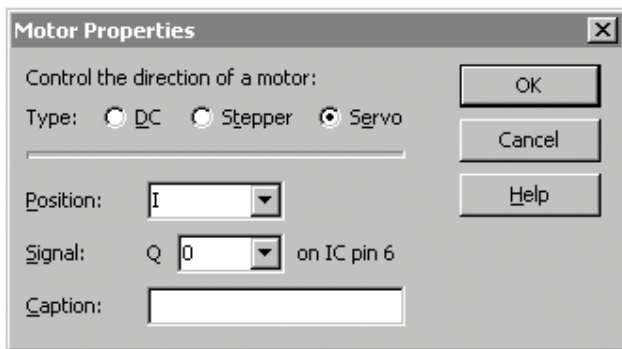 Motor Properties
Control the direction of a motor:
Type: DC Stepper Servo
OK
Cancel
Position: I
Help
Signal: Q 0 on IC pin 6
Caption: